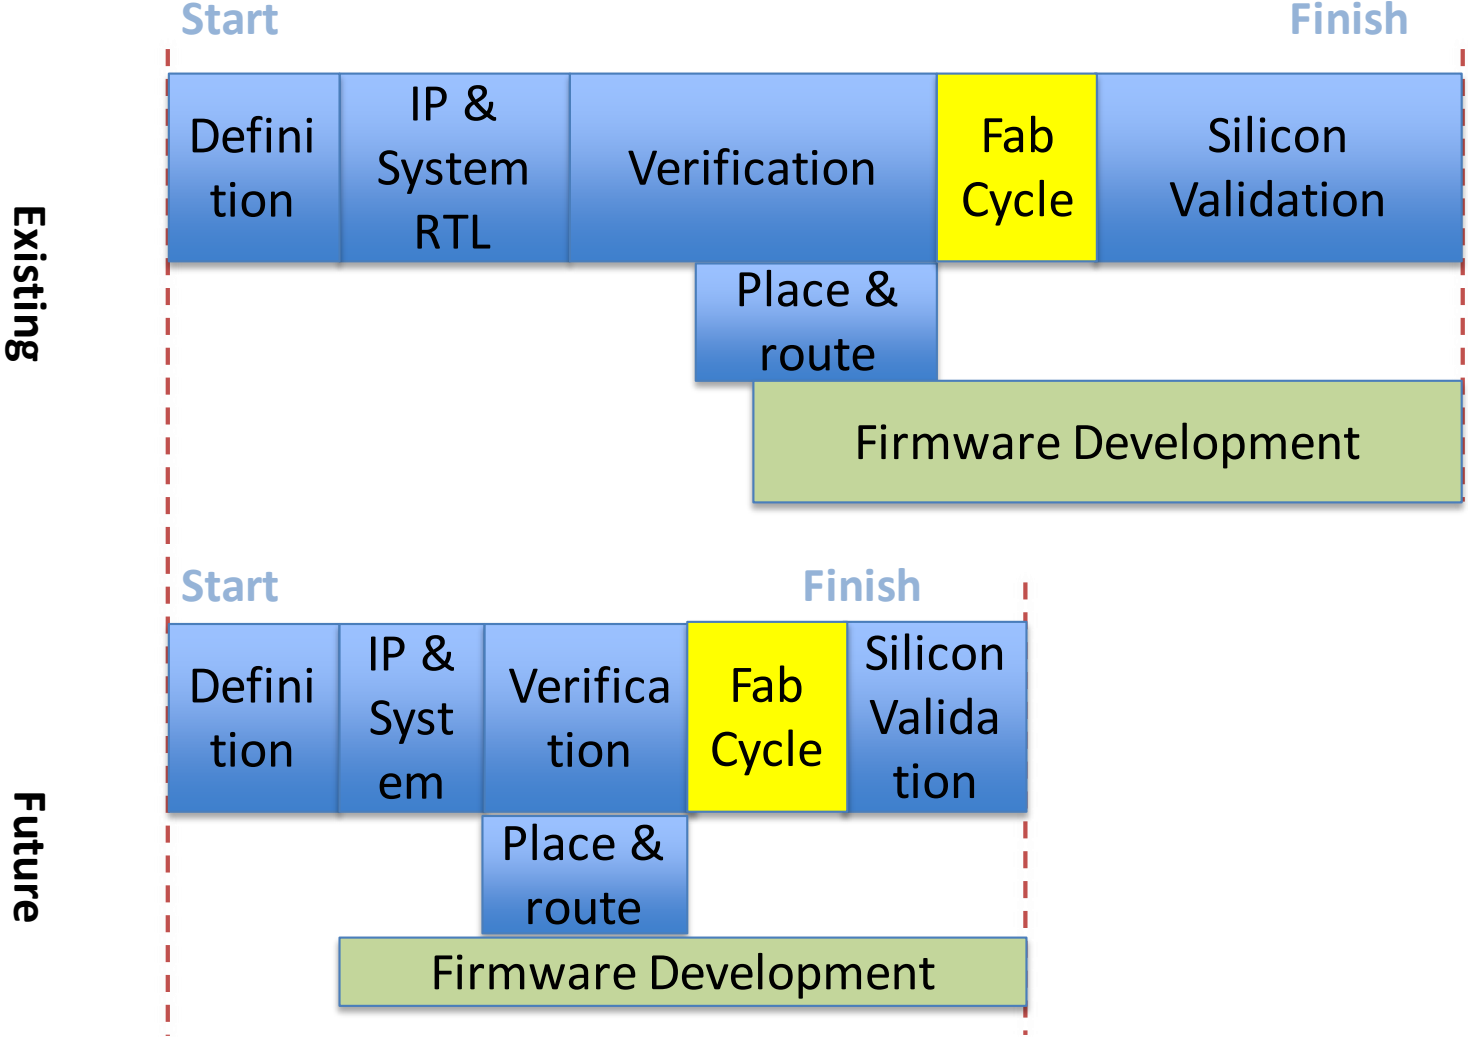 Start
Finish
Existing
Defini
tion
IP &
System
RTL
Verification
Fab
Cycle
Silicon
Validation
Place &
route
Firmware Development
Start
Finish
Future
Defini
tion
IP &
Syst
em
Verifica
tion
Fab
Cycle
Silicon
Valida
tion
Place &
route
Firmware Development